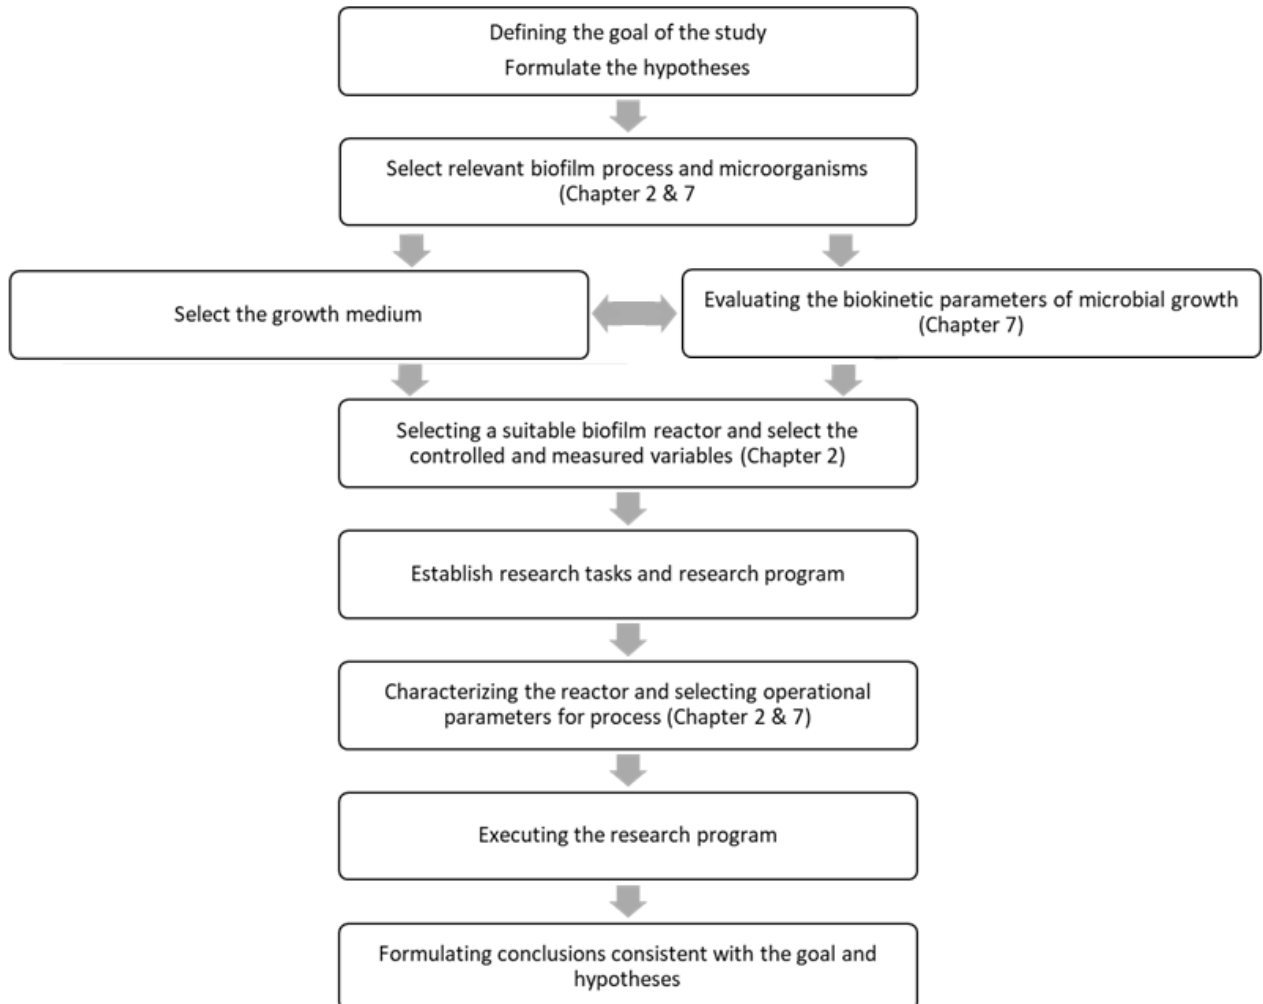 Defining the goal of the study
Formulate the hypotheses
Select relevant biofilm process and microorganisms
(Chapter 2 & 7
Select the growth medium
Evaluating the biokinetic parameters of microbial growth
(Chapter 7)
Selecting a suitable biofilm reactor and select the
controlled and measured variables (Chapter 2)
Establish research tasks and research program
Characterizing the reactor and selecting operational
parameters for process (Chapter 2 & 7)
Executing the research program
Formulating conclusions consistent with the goal and
hypotheses